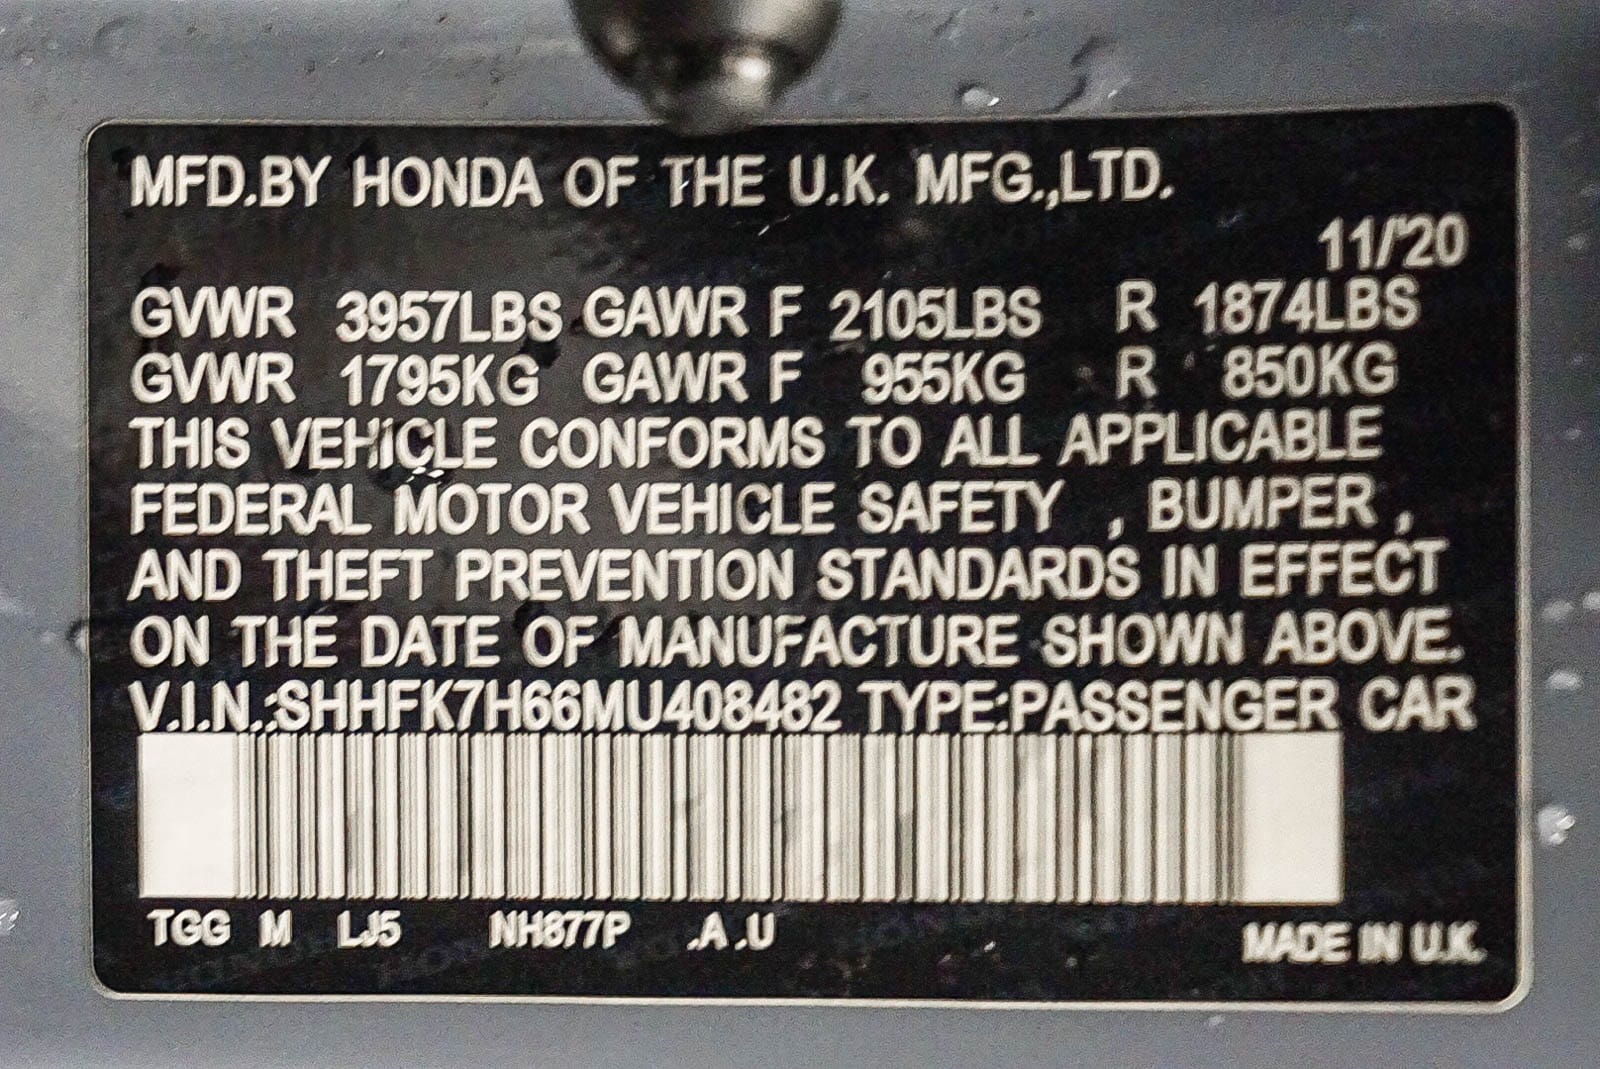 MFD.BY HONDA OF THE U.K. MFG.,LTD.
11/'20
GVWR 3957LBS GAWR F 2105LBS R 1874LBS
GVWR 1795KG GAWR F 955KG R 850KG
THIS VEHICLE CONFORMS TO ALL APPLICABLE
FEDERAL MOTOR VEHICLE SAFETY , BUMPER ,
AND THEFT PREVENTION STANDARDS IN EFFECT
ON THE DATE OF MANUFACTURE SHOWN ABOVE.
V.I.N.:SHHFK7H66MU408482 TYPE:PASSENGER CAR
TGG M LJ5 NH877P .A .U
MADE IN U.K.